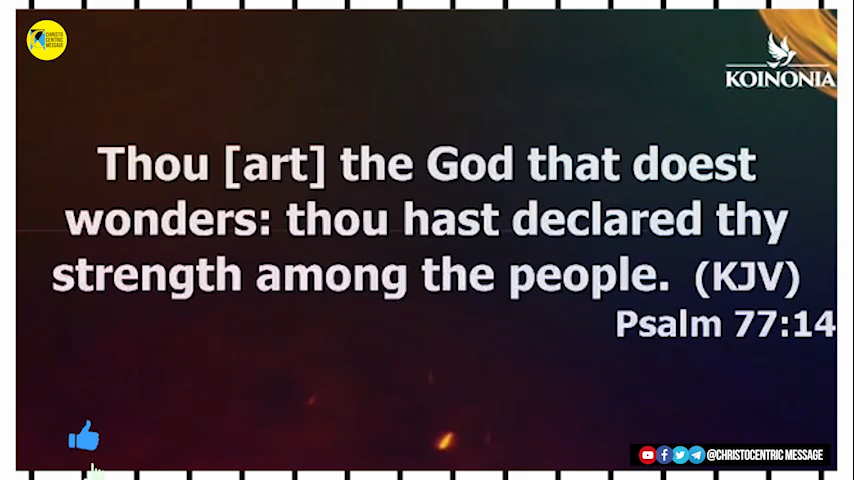 CHRISTO
CENTRIC
MESSAGE
KOINONIA
Thou [art] the God that doest
wonders: thou hast declared thy
strength among the people. (KJV)
Psalm 77:14
@CHRISTOCENTRIC MESSAGE